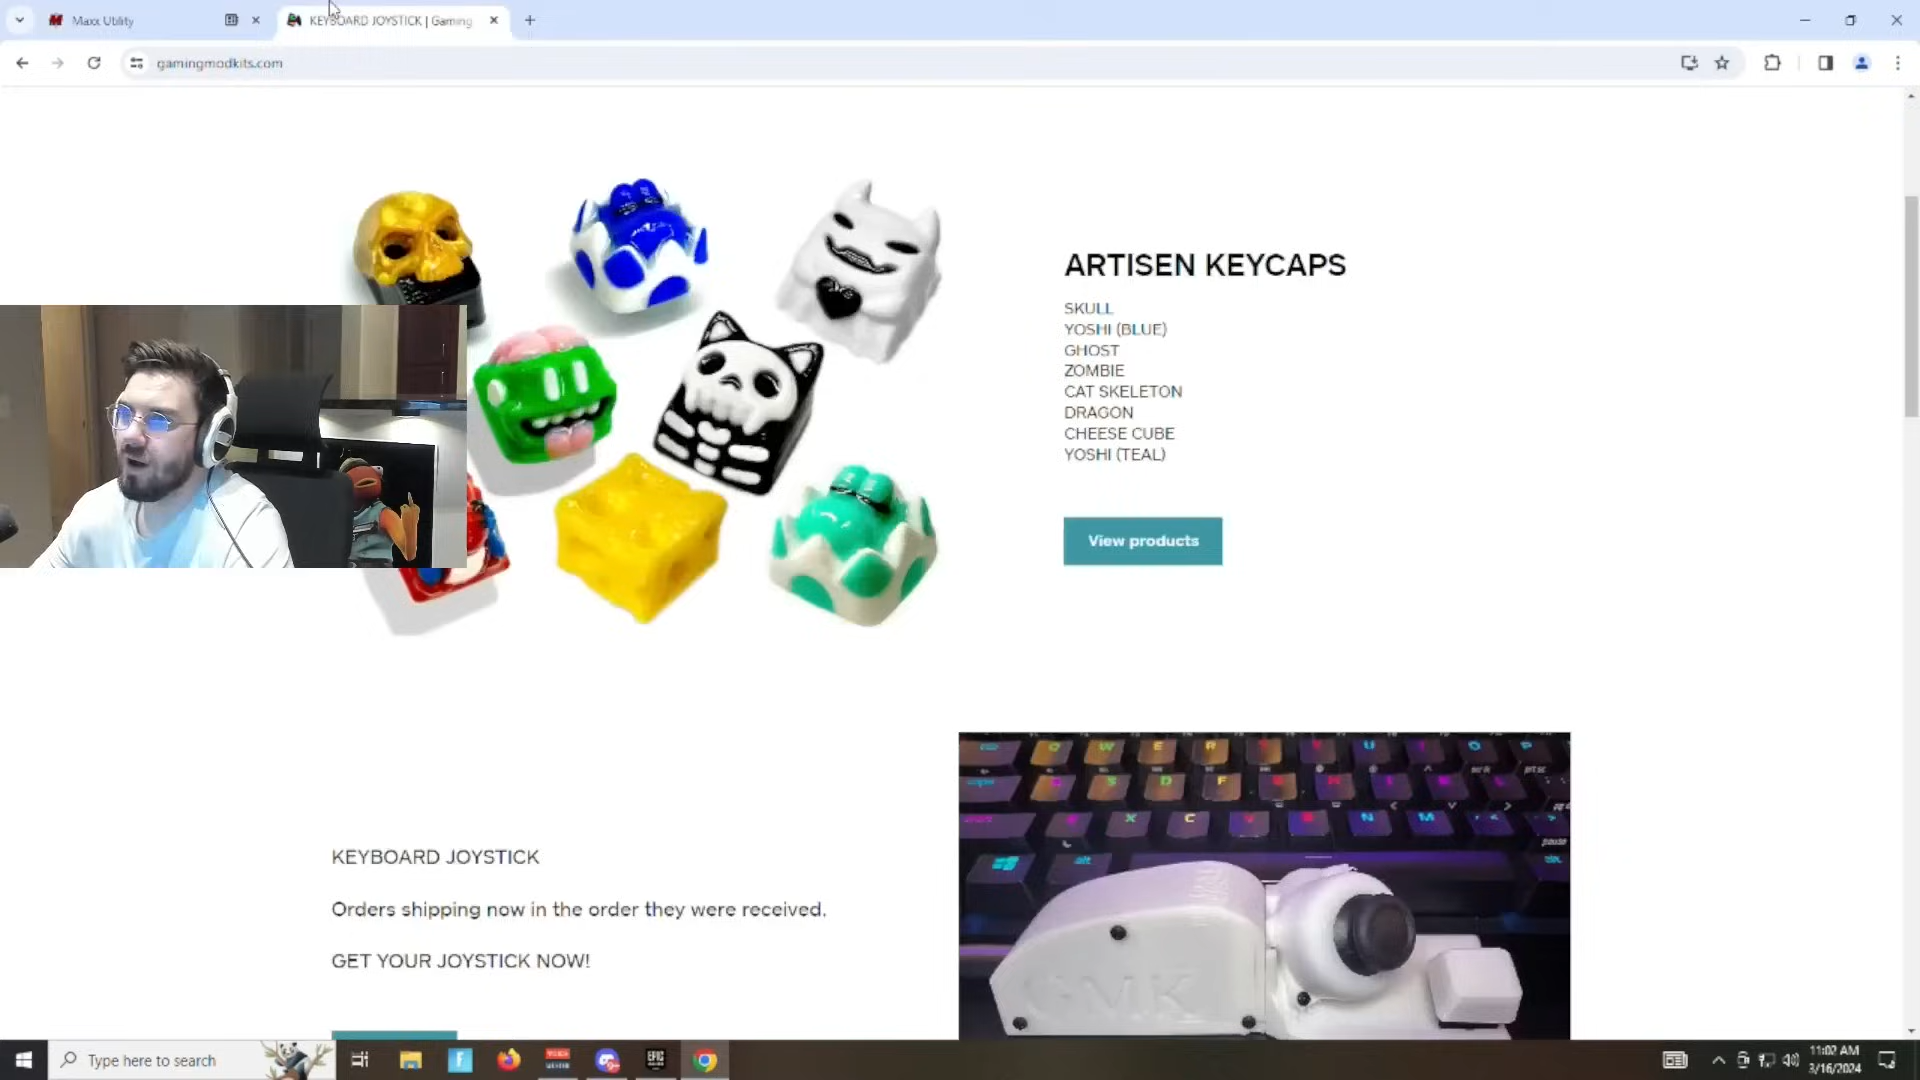 Maxx Utility
KEYBOARD JOYSTICK | Gaming
gamingmodkits.com
ARTISEN KEYCAPS
SKULL
YOSHI (BLUE)
GHOST
ZOMBIE
CAT SKELETON
DRAGON
CHEESE CUBE
YOSHI (TEAL)
View products
KEYBOARD JOYSTICK
Orders shipping now in the order they were received.
GET YOUR JOYSTICK NOW!
GMK
Type here to search
EPIC
11:02 AM
3/16/2024